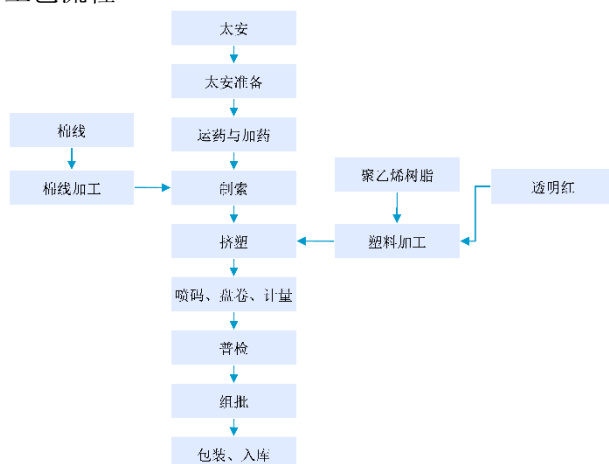 工艺流程
太安
太安准备
棉线
运药与加药
聚乙烯树脂
透明红
棉线加工
制索
挤塑
塑料加工
喷码、盘卷、计量
普检
组批
包装、入库